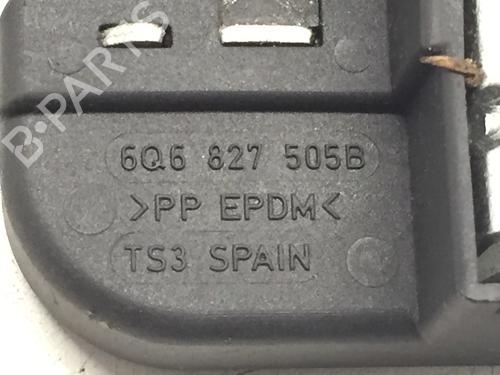 B-PARTS
6Q6 827 505B
>PP EPDM<
TS3 SPAIN